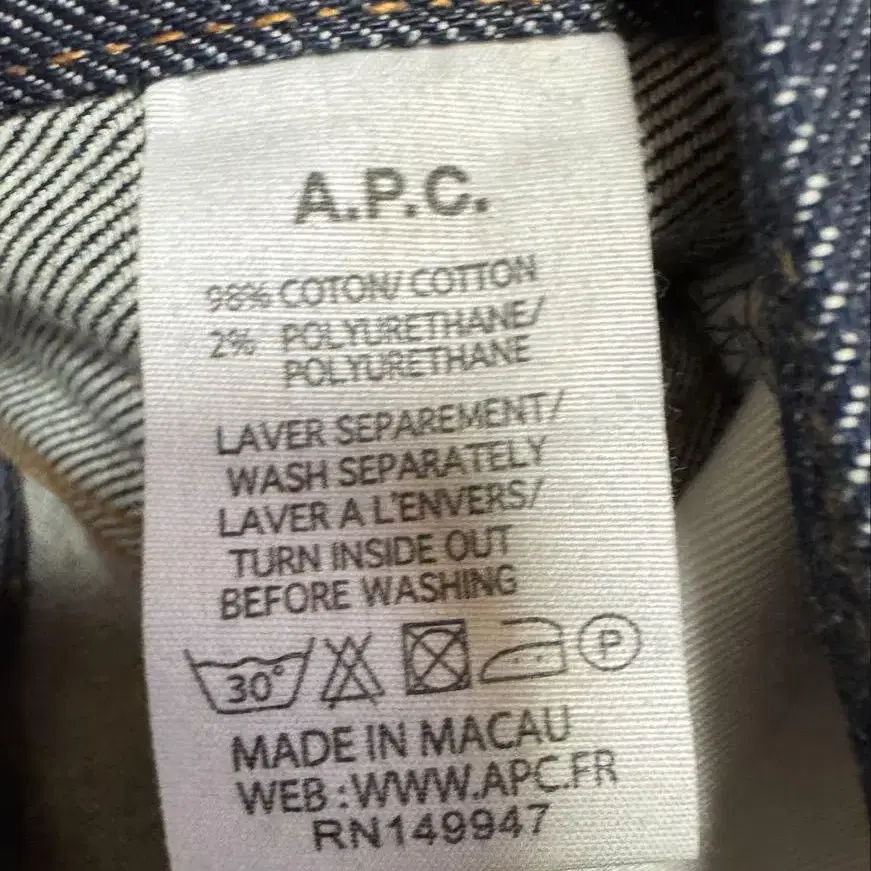 A.P.C.
98% COTON/ COTTON
2% POLYURETHANE/
POLYURETHANE
LAVER SEPAREMENT/
WASH SEPARATELY
LAVER A L'ENVERS/
TURN INSIDE OUT
BEFORE WASHING
30° P
MADE IN MACAU
WEB:WWW.APC.FR
RN149947